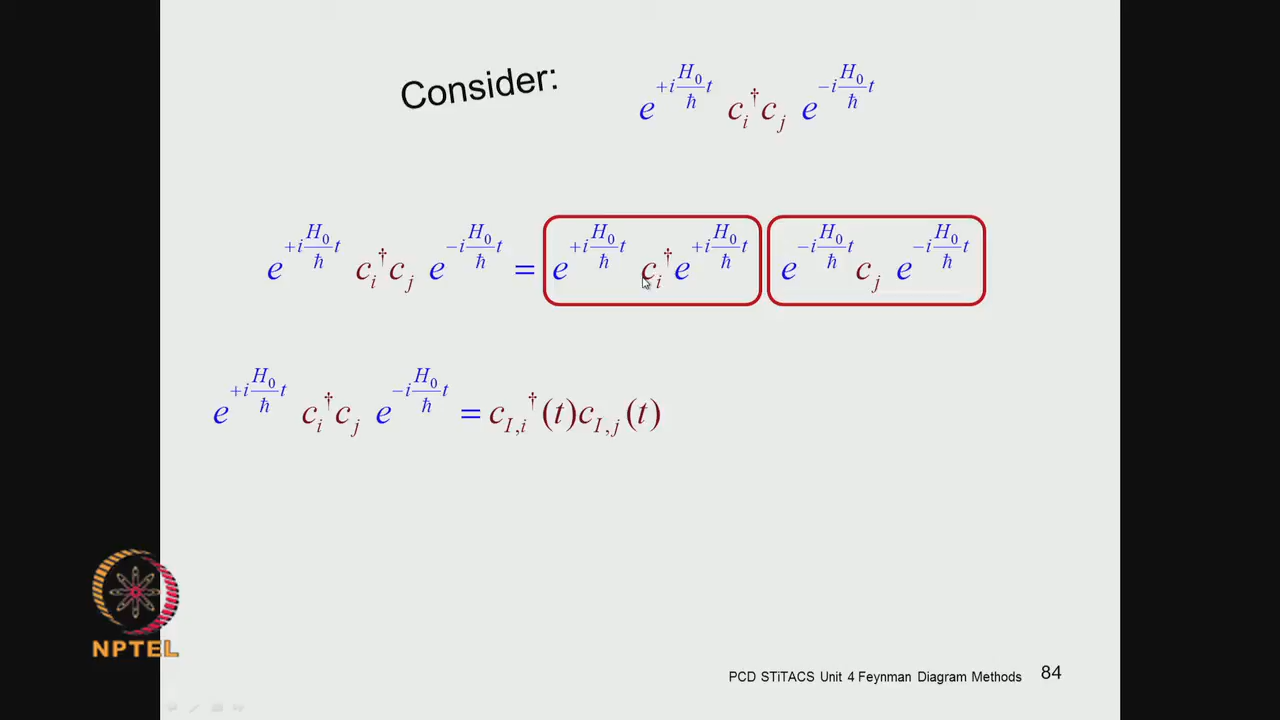 Consider: e^{+i\frac{H_0}{\hbar}t} c_i^† c_j e^{-i\frac{H_0}{\hbar}t}
e^{+i\frac{H_0}{\hbar}t} c_i^† c_j e^{-i\frac{H_0}{\hbar}t} = e^{+i\frac{H_0}{\hbar}t} c_i^† e^{+i\frac{H_0}{\hbar}t} e^{-i\frac{H_0}{\hbar}t} c_j e^{-i\frac{H_0}{\hbar}t}
e^{+i\frac{H_0}{\hbar}t} c_i^† c_j e^{-i\frac{H_0}{\hbar}t} = c_{I,i}^†(t)c_{I,j}(t)
NPTEL
PCD STiTACS Unit 4 Feynman Diagram Methods 84